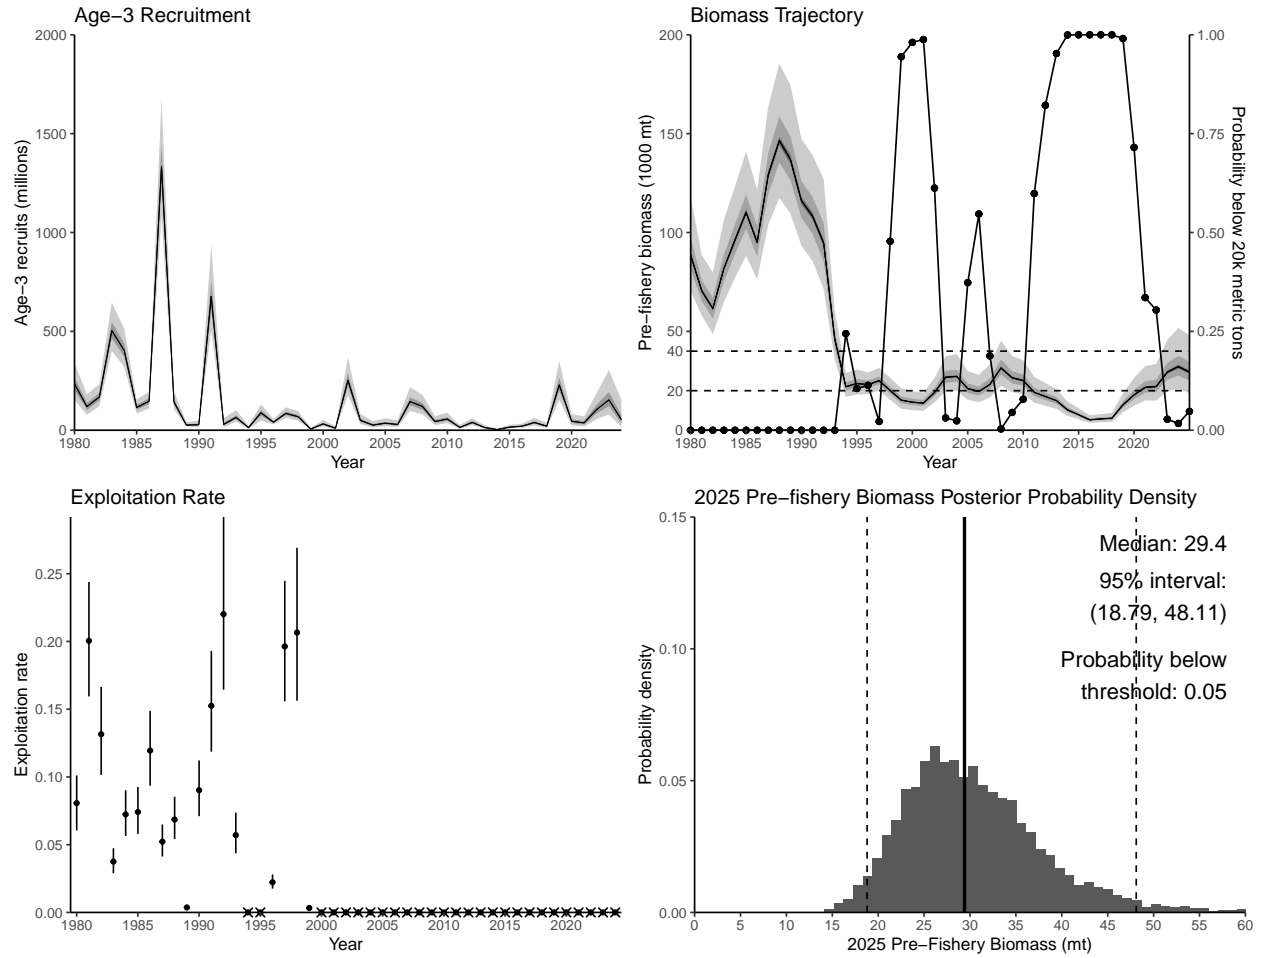 Age−3 Recruitment
Age−3 recruits (millions)
2000
1500
1000
500
0
1980 1985 1990 1995 2000 2005 2010 2015 2020
Year
Biomass Trajectory
Pre−fishery biomass (1000 mt)
200
150
100
50
40
20
0
1.00
0.75
0.50
0.25
0.00
Probability below 20k metric tons
1980 1985 1990 1995 2000 2005 2010 2015 2020
Year
Exploitation Rate
Exploitation rate
0.25
0.20
0.15
0.10
0.05
0.00
1980 1985 1990 1995 2000 2005 2010 2015 2020
Year
2025 Pre−fishery Biomass Posterior Probability Density
Probability density
0.15
0.10
0.05
0.00
Median: 29.4
95% interval:
(18.79, 48.11)
Probability below
threshold: 0.05
0 5 10 15 20 25 30 35 40 45 50 55 60
2025 Pre−Fishery Biomass (mt)